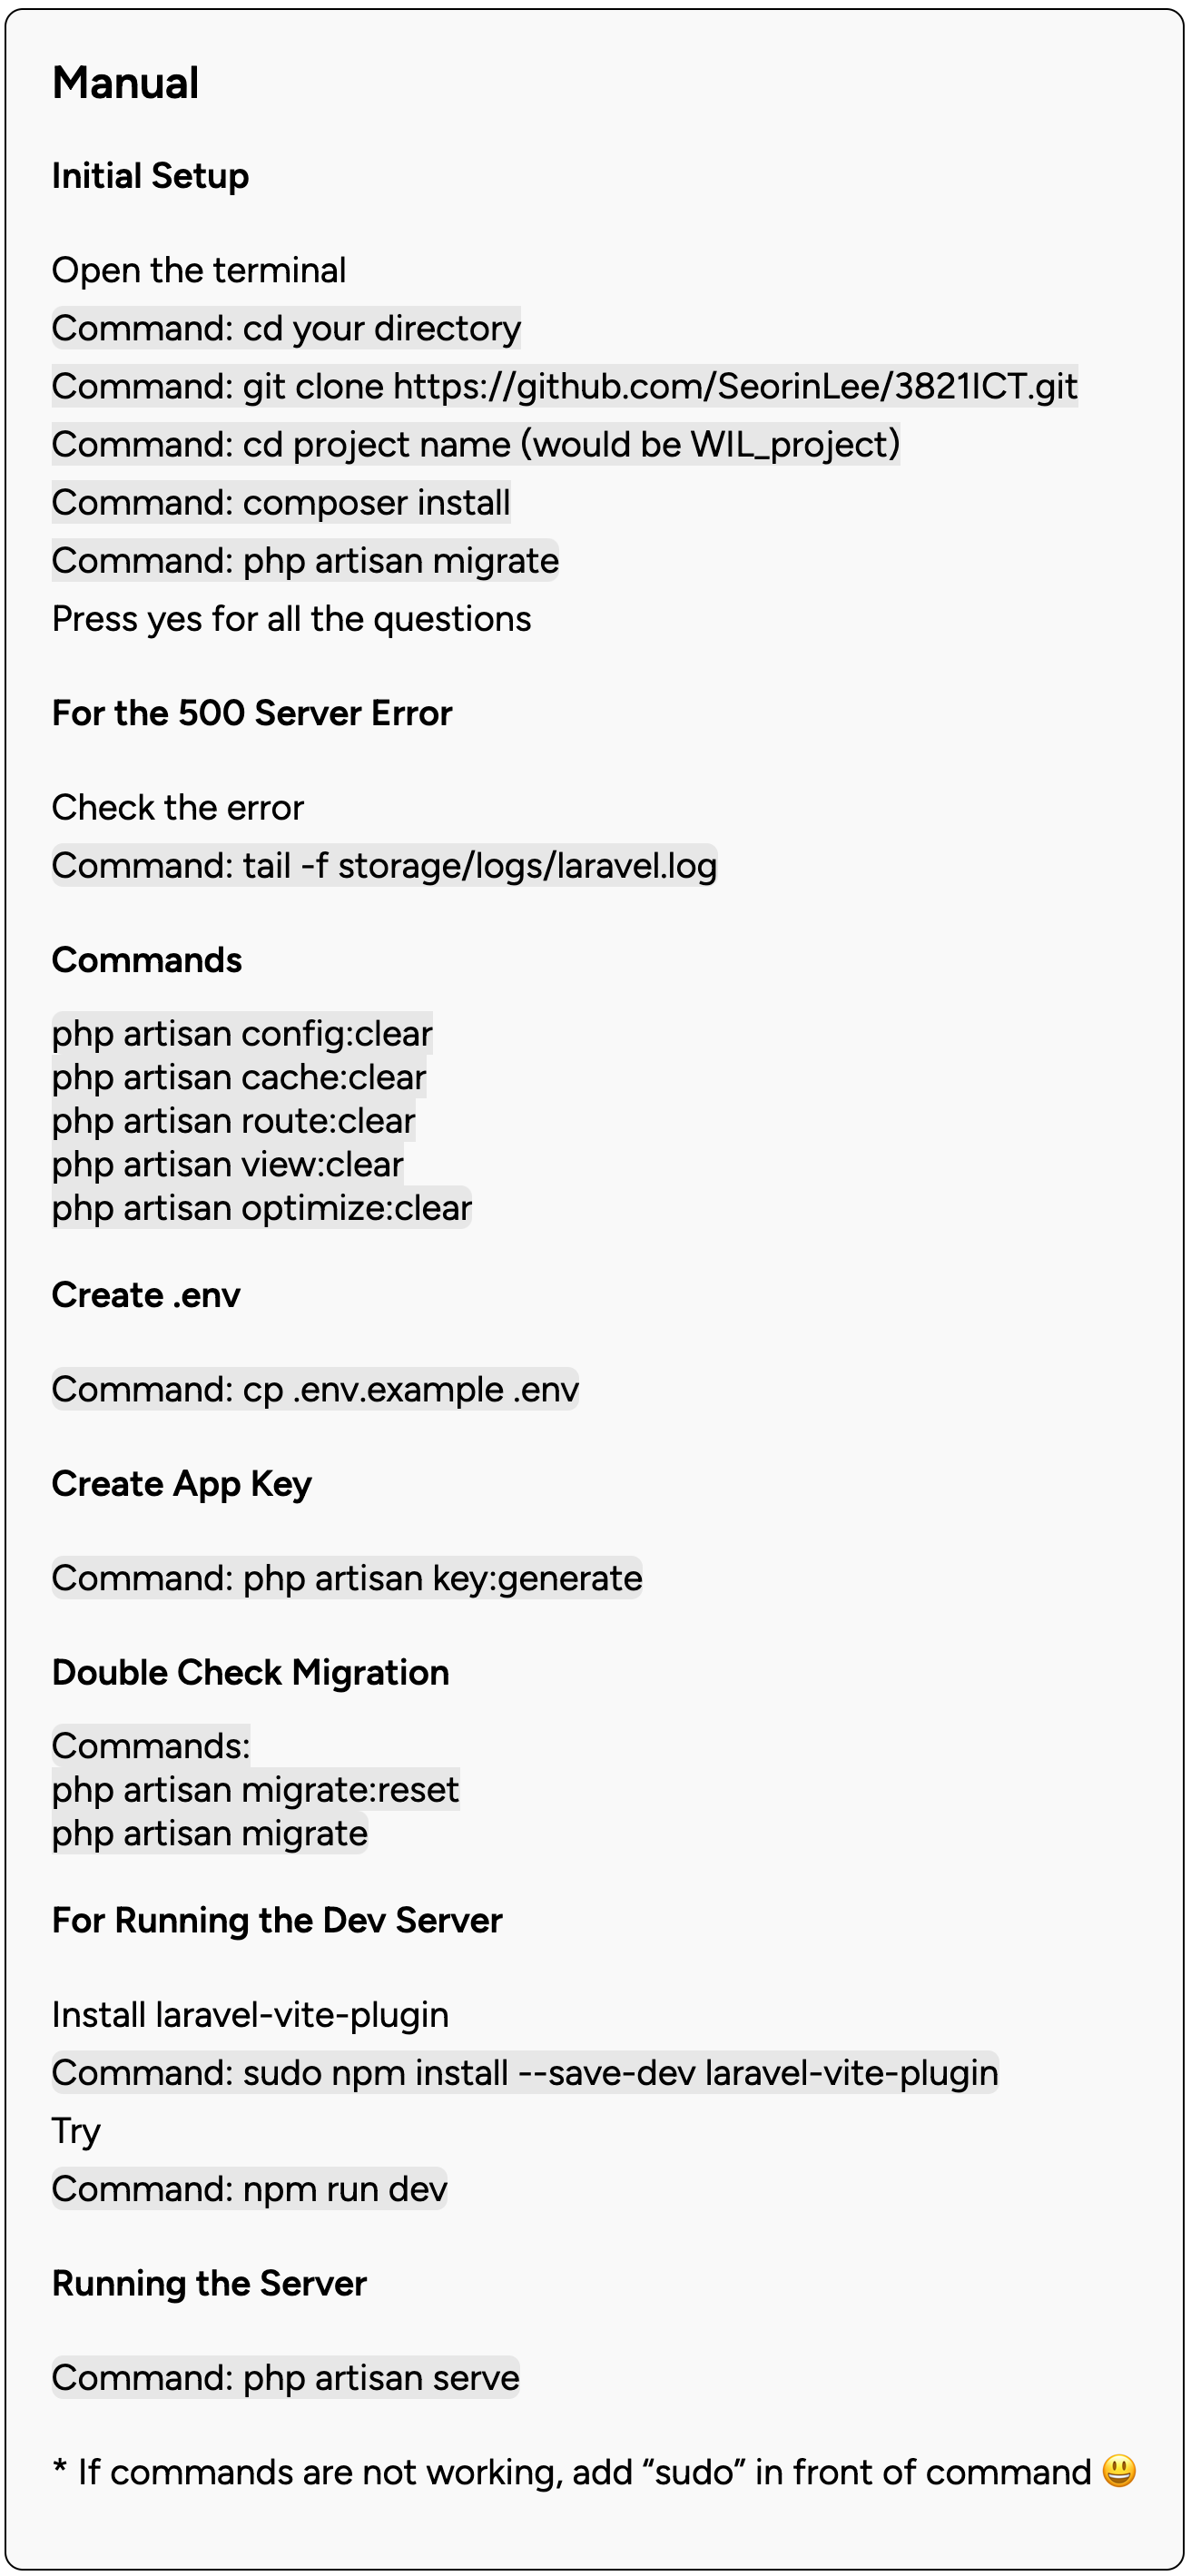 Manual
Initial Setup
Open the terminal
Command: cd your directory
Command: git clone https://github.com/SeorinLee/3821ICT.git
Command: cd project name (would be WIL_project)
Command: composer install
Command: php artisan migrate
Press yes for all the questions
For the 500 Server Error
Check the error
Command: tail -f storage/logs/laravel.log
Commands
php artisan config:clear
php artisan cache:clear
php artisan route:clear
php artisan view:clear
php artisan optimize:clear
Create .env
Command: cp .env.example .env
Create App Key
Command: php artisan key:generate
Double Check Migration
Commands:
php artisan migrate:reset
php artisan migrate
For Running the Dev Server
Install laravel-vite-plugin
Command: sudo npm install --save-dev laravel-vite-plugin
Try
Command: npm run dev
Running the Server
Command: php artisan serve
* If commands are not working, add “sudo” in front of command 😃